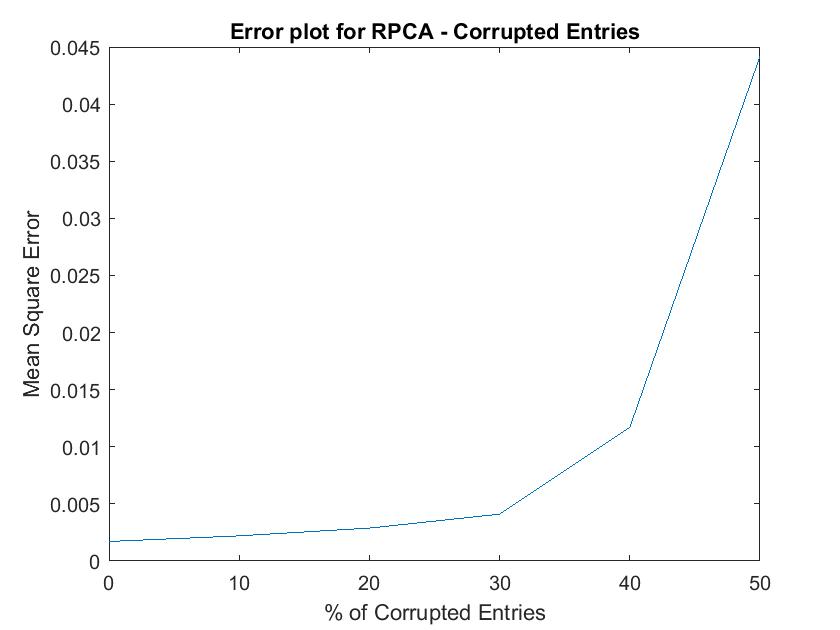 Error plot for RPCA - Corrupted Entries
0.045
0.04
0.035
0.03
0.025
0.02
0.015
0.01
0.005
0
Mean Square Error
0 10 20 30 40 50
% of Corrupted Entries